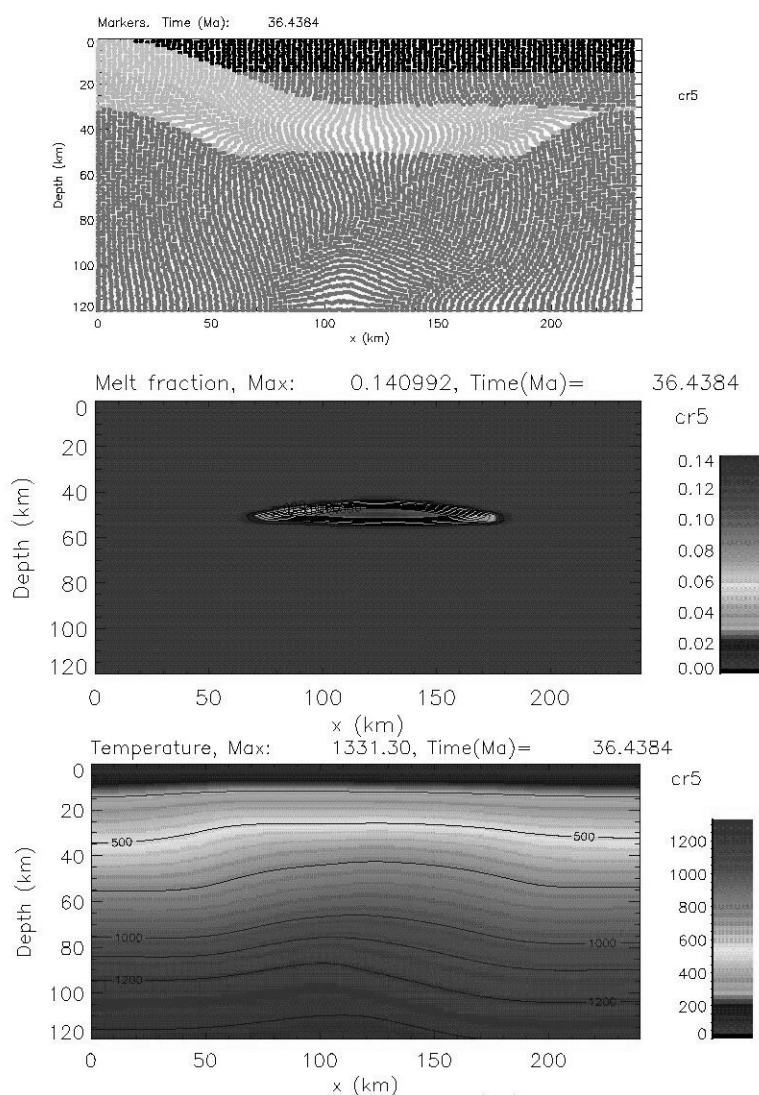 Markers. Time (Ma): 36.4384
0
20
40
60
80
100
120
Depth (km)
0 50 100 150 200
x (km)
cr5
Melt fraction, Max: 0.140992, Time(Ma)= 36.4384
cr5
0
20
40
60
80
100
120
Depth (km)
0 50 100 150 200
x (km)
0.14
0.12
0.10
0.08
0.06
0.04
0.02
0.00
Temperature, Max: 1331.30, Time(Ma)= 36.4384
cr5
0
20
40
60
80
100
120
Depth (km)
500 500
1000 1000
1200 1200
0 50 100 150 200
x (km)
1200
1000
800
600
400
200
0